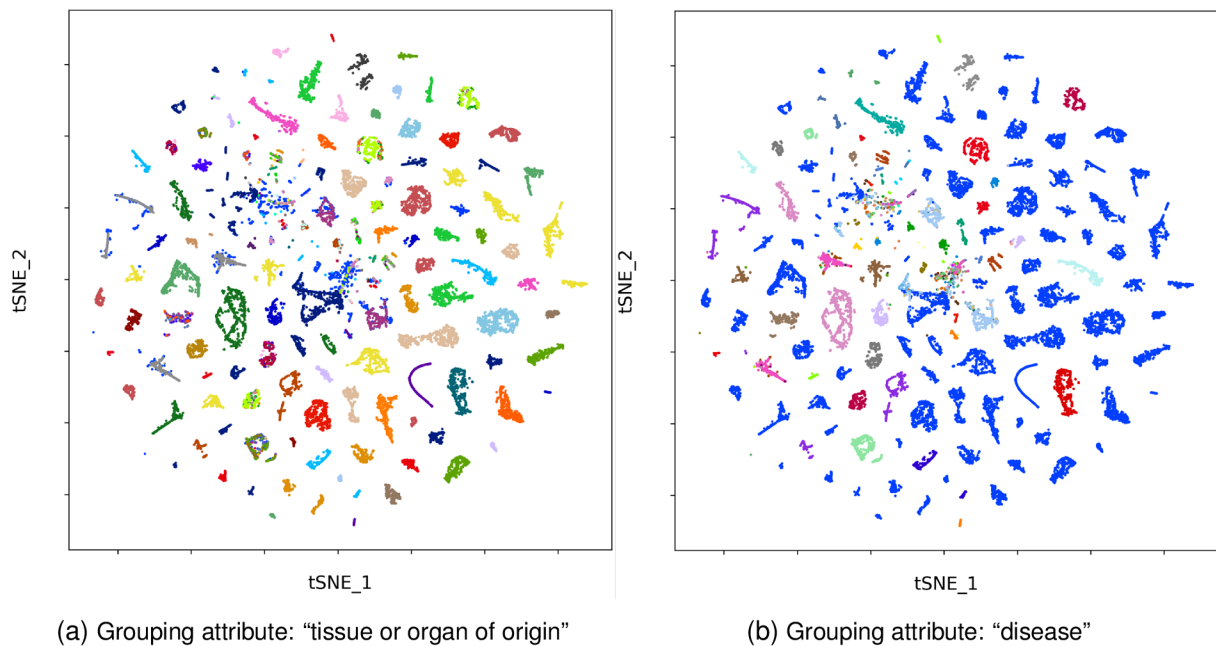 tSNE_2
tSNE_1
(a) Grouping attribute: “tissue or organ of origin”
tSNE_2
tSNE_1
(b) Grouping attribute: “disease”